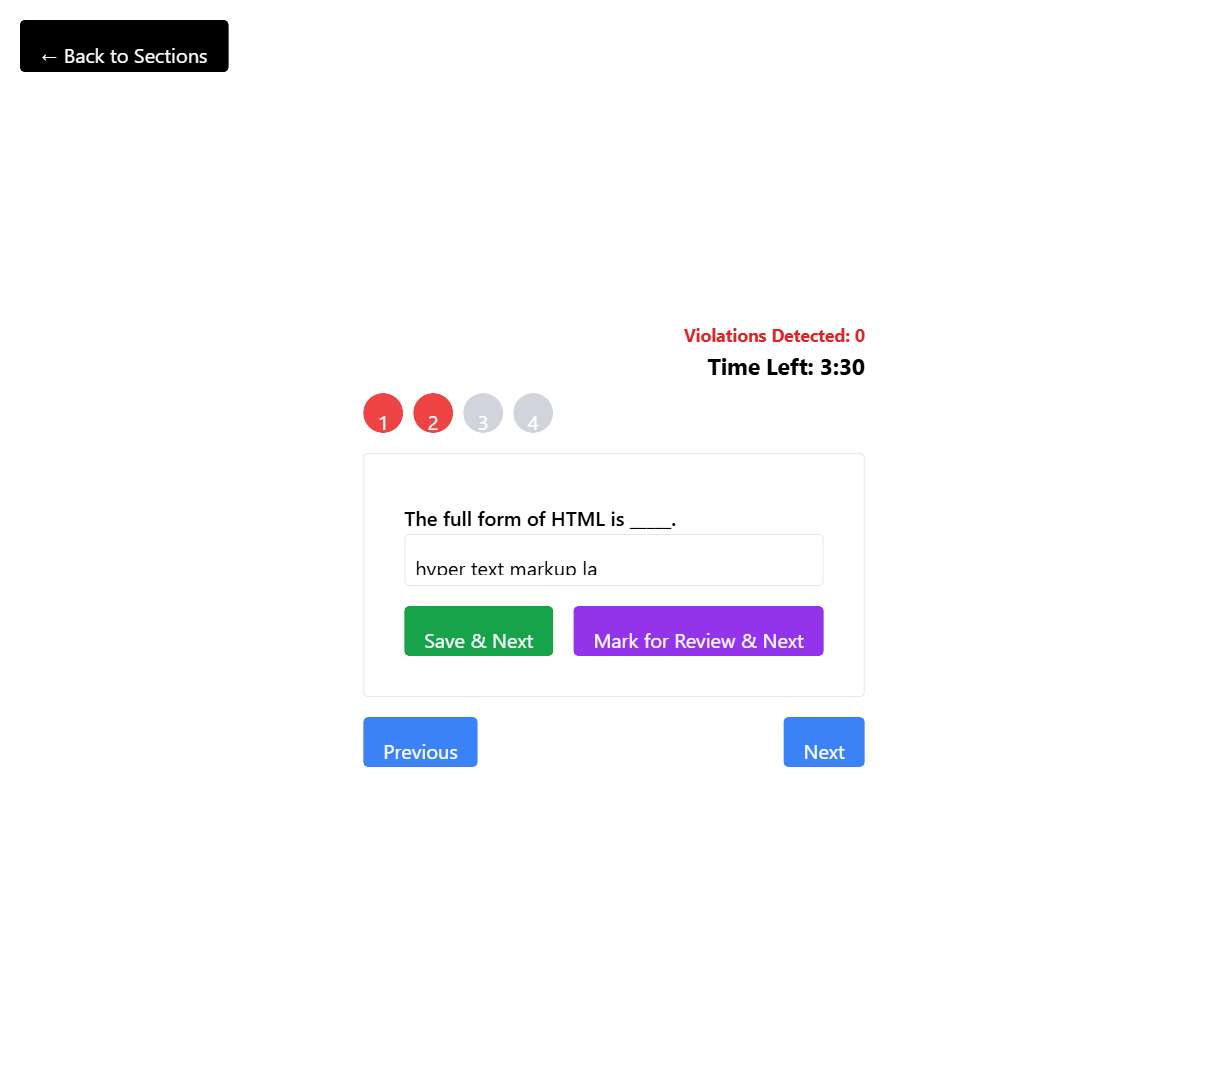 ← Back to Sections
Violations Detected: 0
Time Left: 3:30
1 2 3 4
The full form of HTML is _____.
hyper text markup la
Save & Next Mark for Review & Next
Previous Next